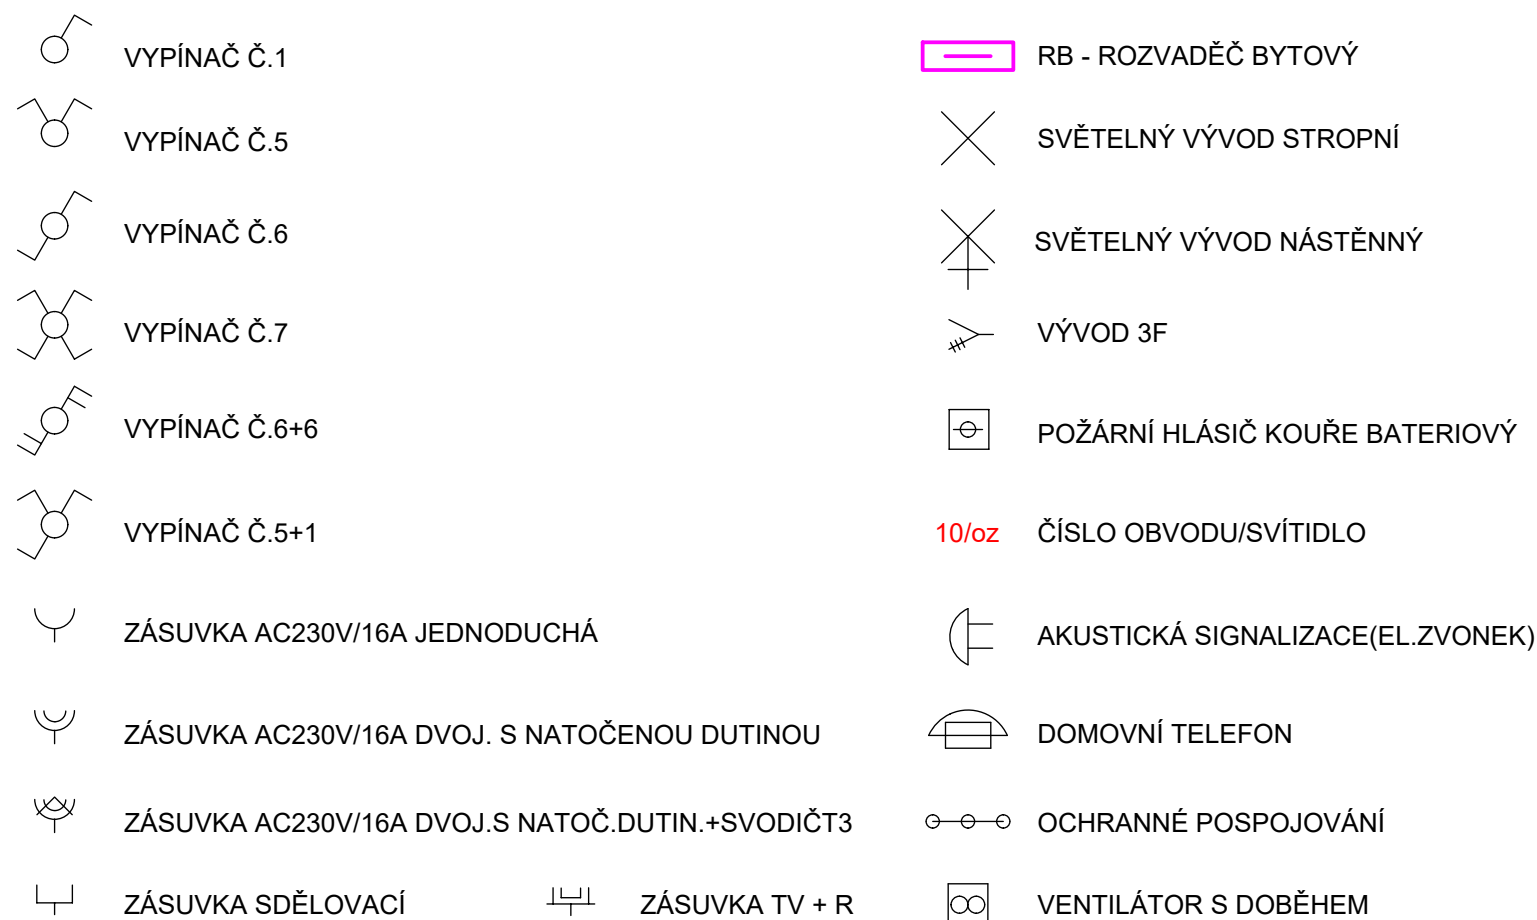 VYPÍNAČ Č.1
VYPÍNAČ Č.5
VYPÍNAČ Č.6
VYPÍNAČ Č.7
VYPÍNAČ Č.6+6
VYPÍNAČ Č.5+1
ZÁSUVKA AC230V/16A JEDNODUCHÁ
ZÁSUVKA AC230V/16A DVOJ. S NATOČENOU DUTINOU
ZÁSUVKA AC230V/16A DVOJ.S NATOČ.DUTIN.+SVODIČT3
ZÁSUVKA SDĚLOVACÍ
ZÁSUVKA TV + R
RB - ROZVADĚČ BYTOVÝ
SVĚTELNÝ VÝVOD STROPNÍ
SVĚTELNÝ VÝVOD NÁSTĚNNÝ
VÝVOD 3F
POŽÁRNÍ HLÁSIČ KOUŘE BATERIOVÝ
10/oz ČÍSLO OBVODU/SVÍTIDLO
AKUSTICKÁ SIGNALIZACE(EL.ZVONEK)
DOMOVNÍ TELEFON
OCHRANNÉ POSPOJOVÁNÍ
VENTILÁTOR S DOBĚHEM